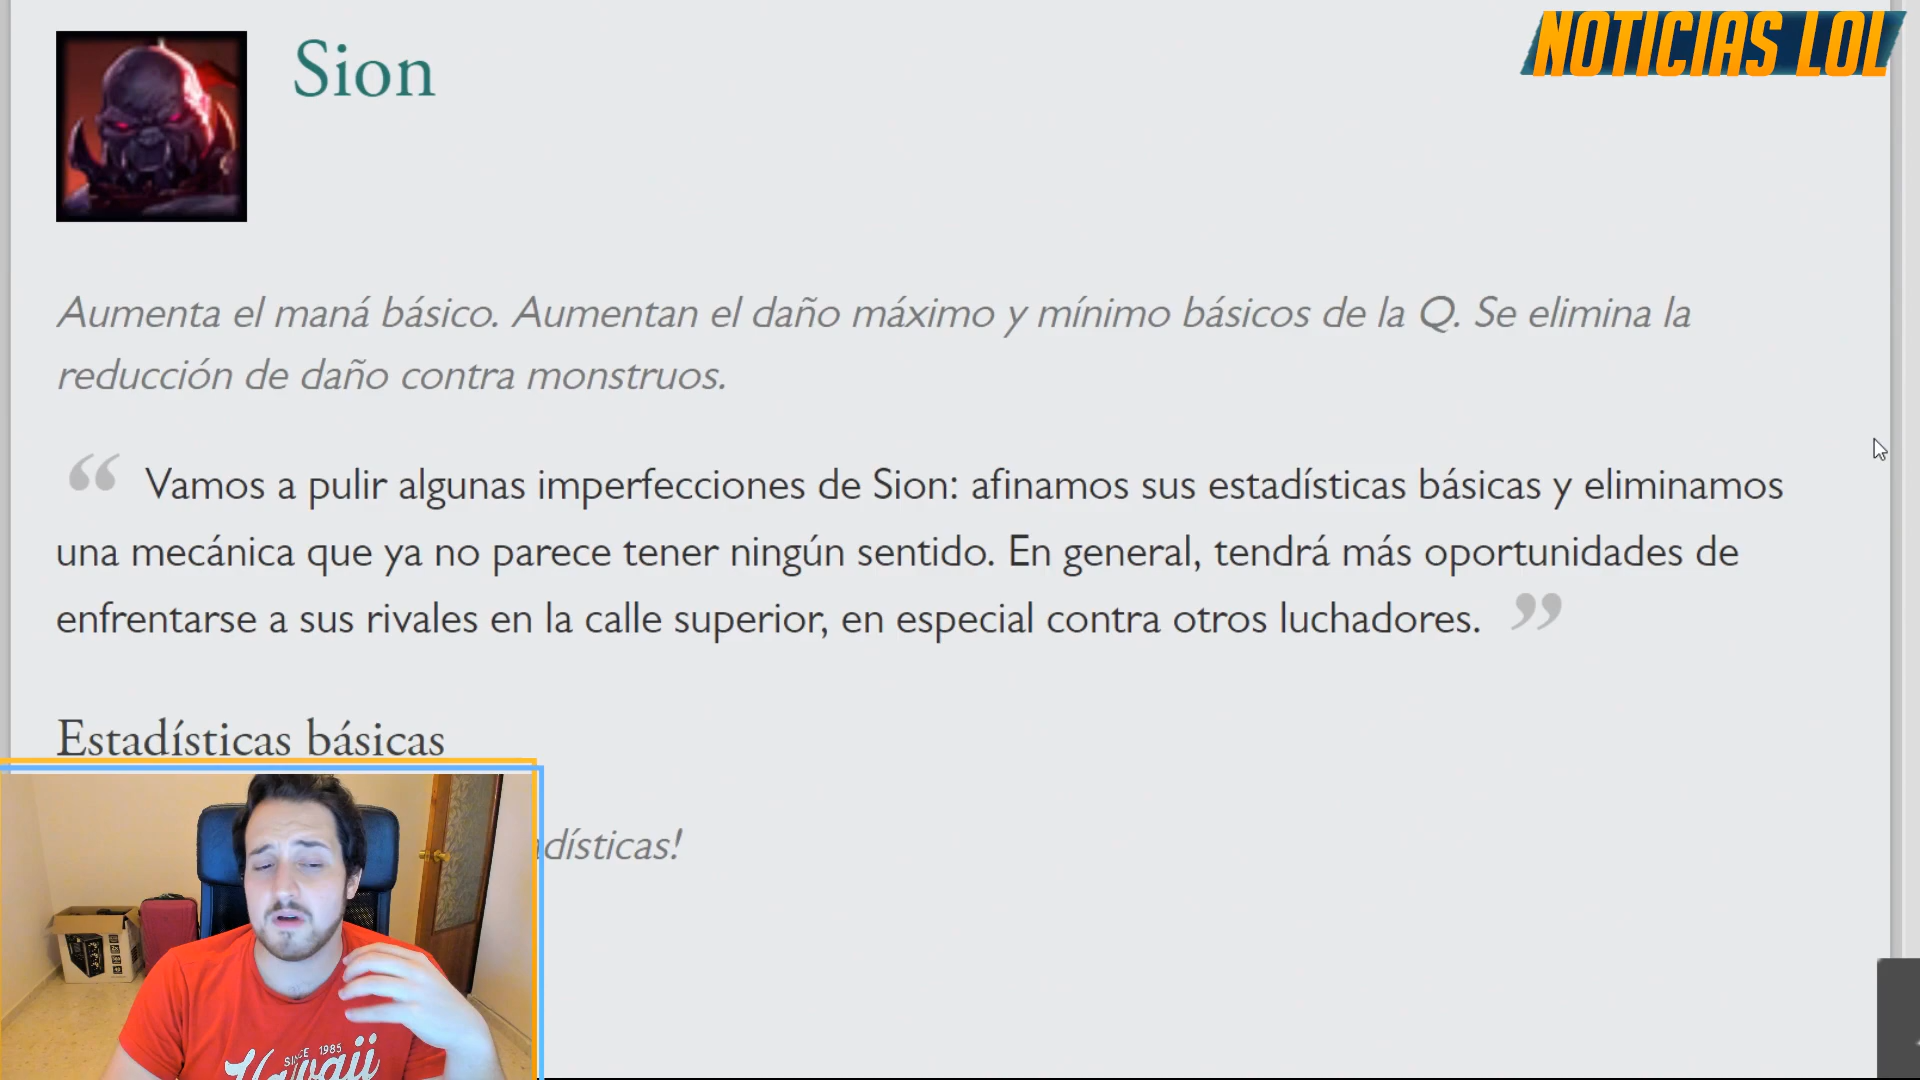 NOTICIAS LOL
Sion
Aumenta el maná básico. Aumentan el daño máximo y mínimo básicos de la Q. Se elimina la
reducción de daño contra monstruos.
“ Vamos a pulir algunas imperfecciones de Sion: afinamos sus estadísticas básicas y eliminamos
una mecánica que ya no parece tener ningún sentido. En general, tendrá más oportunidades de
enfrentarse a sus rivales en la calle superior, en especial contra otros luchadores. ”
Estadísticas básicas
SINCE 1985
Hawaii